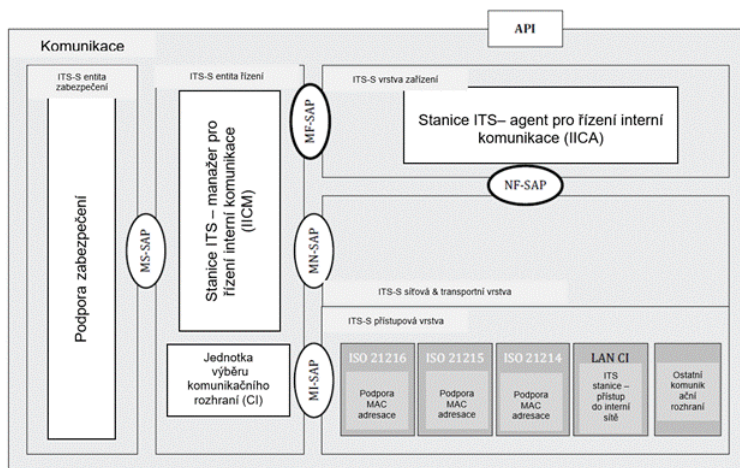 API
Komunikace
ITS-S entita
zabezpečení
Podpora zabezpečení
MS-SAP
ITS-S entita řízení
Stanice ITS – manažer pro
řízení interní komunikace
(IICM)
Jednotka
výběru
komunikačního
rozhraní (CI)
MF-SAP
MN-SAP
MI-SAP
ITS-S vrstva zařízení
Stanice ITS– agent pro řízení interní
komunikace (IICA)
NF-SAP
ITS-S síťová & transportní vrstva
ITS-S přístupová vrstva
ISO 21216
Podpora
MAC
adresace
ISO 21215
Podpora
MAC
adresace
ISO 21214
Podpora
MAC
adresace
LAN CI
ITS
stanice –
přístup
do interní
sítě
Ostatní
komunik
ační
rozhraní